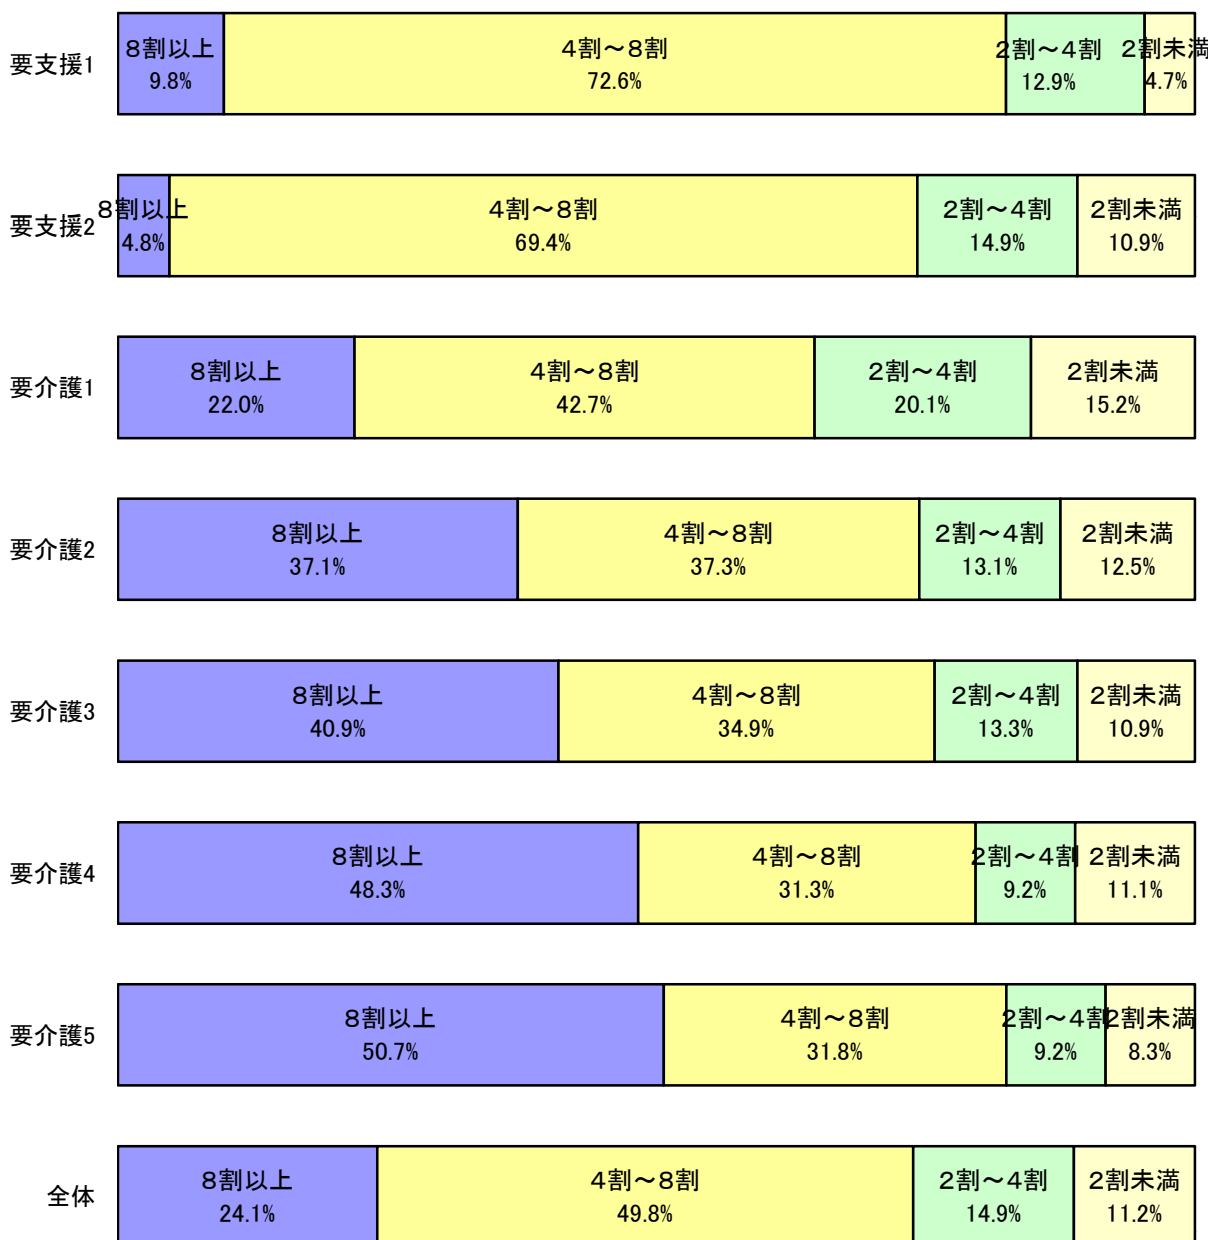 要支援1
8割以上 4割～8割 2割～4割 2割未満
9.8% 72.6% 12.9% 4.7%
要支援2
8割以上 4割～8割 2割～4割 2割未満
4.8% 69.4% 14.9% 10.9%
要介護1
8割以上 4割～8割 2割～4割 2割未満
22.0% 42.7% 20.1% 15.2%
要介護2
8割以上 4割～8割 2割～4割 2割未満
37.1% 37.3% 13.1% 12.5%
要介護3
8割以上 4割～8割 2割～4割 2割未満
40.9% 34.9% 13.3% 10.9%
要介護4
8割以上 4割～8割 2割～4割 2割未満
48.3% 31.3% 9.2% 11.1%
要介護5
8割以上 4割～8割 2割～4割 2割未満
50.7% 31.8% 9.2% 8.3%
全体
8割以上 4割～8割 2割～4割 2割未満
24.1% 49.8% 14.9% 11.2%